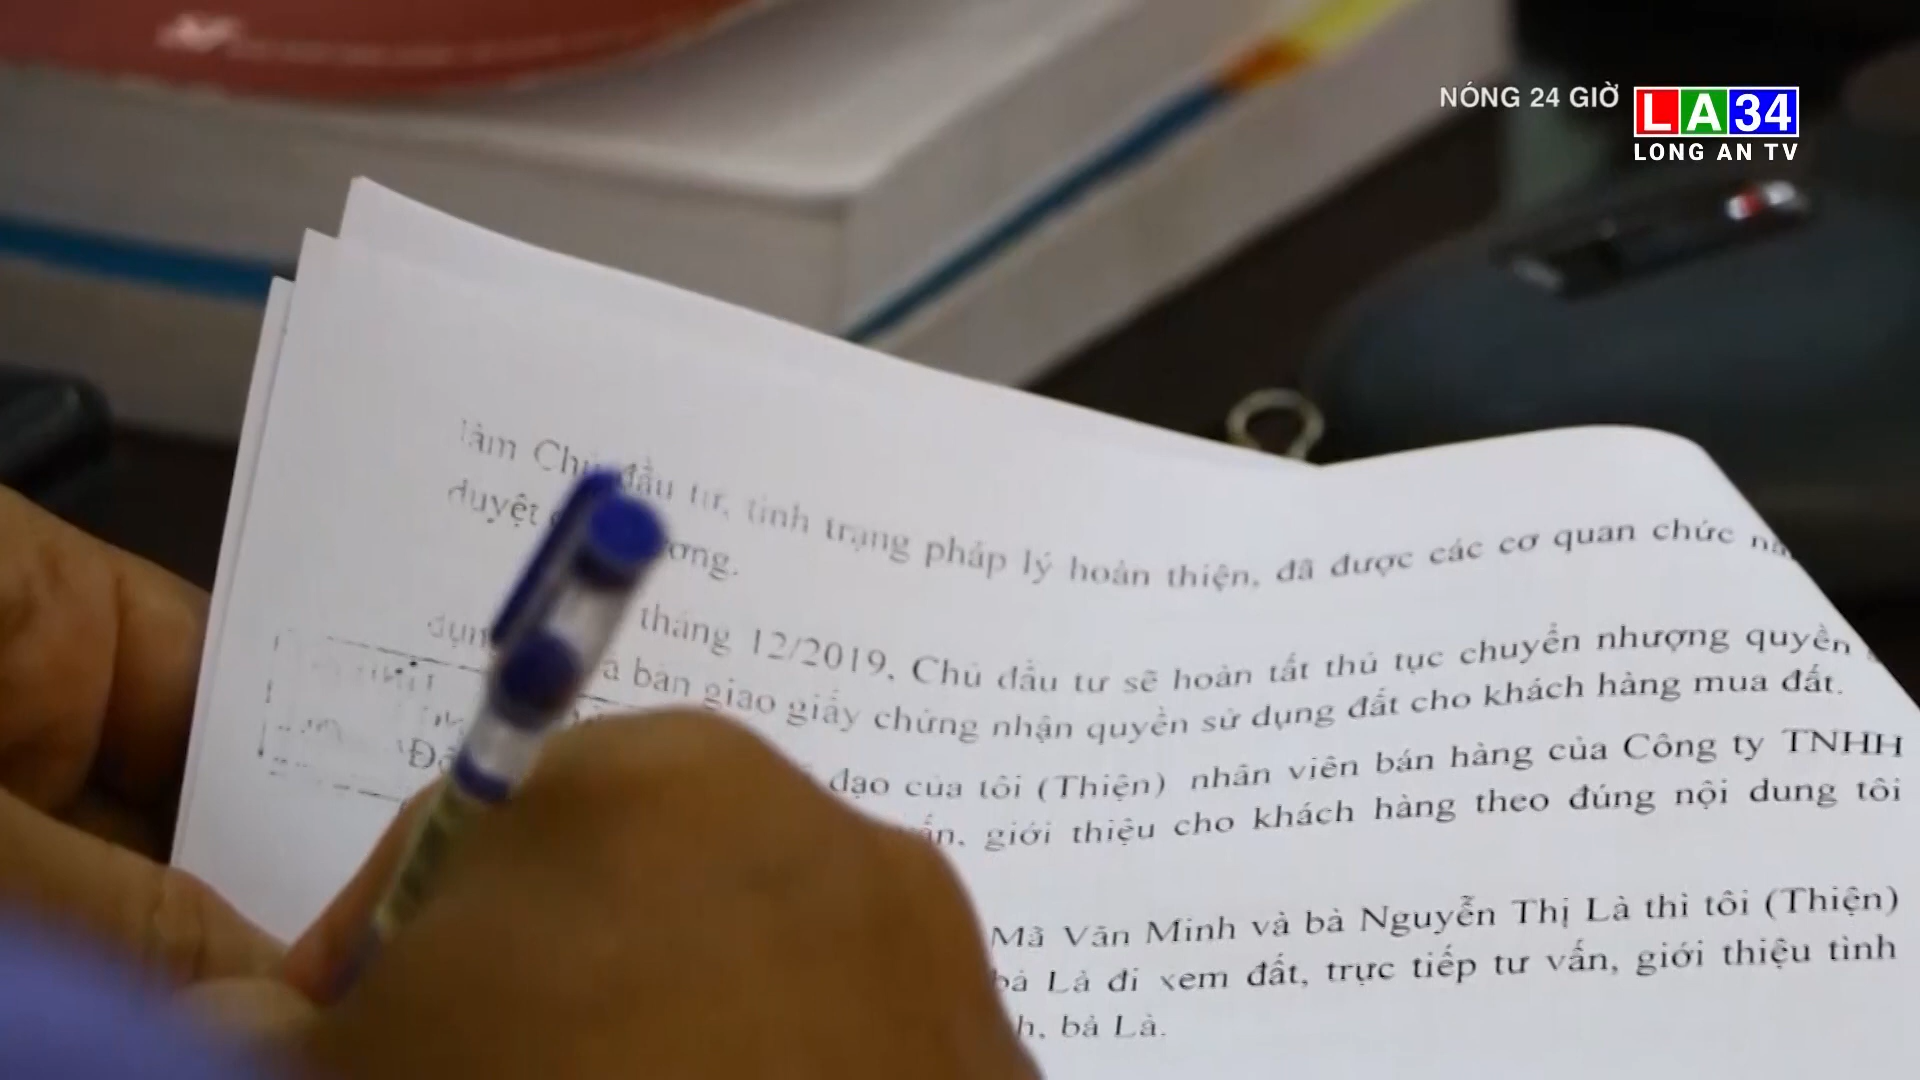 NÓNG 24 GIỜ
LA34
LONG AN TV
làm Chủ đầu tư, tình trạng pháp lý hoàn thiện, đã được các cơ quan chức
duyệt
tháng 12/2019, Chủ đầu tư sẽ hoàn tất thủ tục chuyển nhượng quyền
bàn giao giấy chứng nhận quyền sử dụng đất cho khách hàng mua đất.
đạo của tôi (Thiện) nhân viên bán hàng của Công ty TNHH
giới thiệu cho khách hàng theo đúng nội dung tôi
Mã Văn Minh và bà Nguyễn Thị Là thì tôi (Thiện)
bà Là đi xem đất, trực tiếp tư vấn, giới thiệu tình
bà Là.